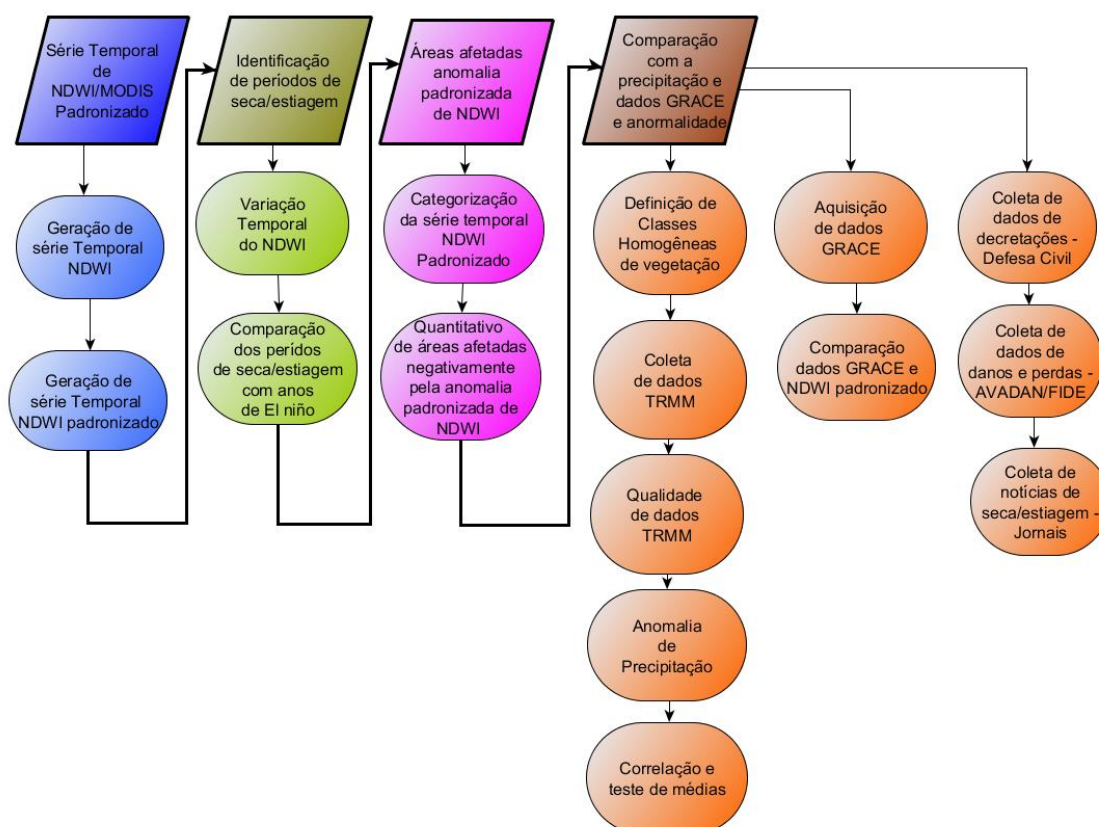 Série Temporal
de
NDWI/MODIS
Padronizado
Geração de
série Temporal
NDWI
Geração de
série Temporal
NDWI padronizado
Identificação
de períodos de
seca/estiagem
Variação
Temporal
do NDWI
Comparação
dos perídos
de seca/estiagem
com anos
de El niño
Áreas afetadas
anomalia
padronizada
de NDWI
Categorização
da série temporal
NDWI
Padronizado
Quantitativo
de áreas afetadas
negativamente
pela anomalia
padronizada de
NDWI
Comparação
com a
precipitação e
dados GRACE
e anormalidade
Definição de
Classes
Homogêneas
de vegetação
Coleta
de dados
TRMM
Qualidade
de dados
TRMM
Anomalia
de
Precipitação
Correlação e
teste de médias
Aquisição
de dados
GRACE
Comparação
dados GRACE e
NDWI padronizado
Coleta de
dados de
decretações -
Defesa Civil
Coleta de
dados de
danos e perdas -
AVADAN/FIDE
Coleta de
notícias de
seca/estiagem -
Jornais